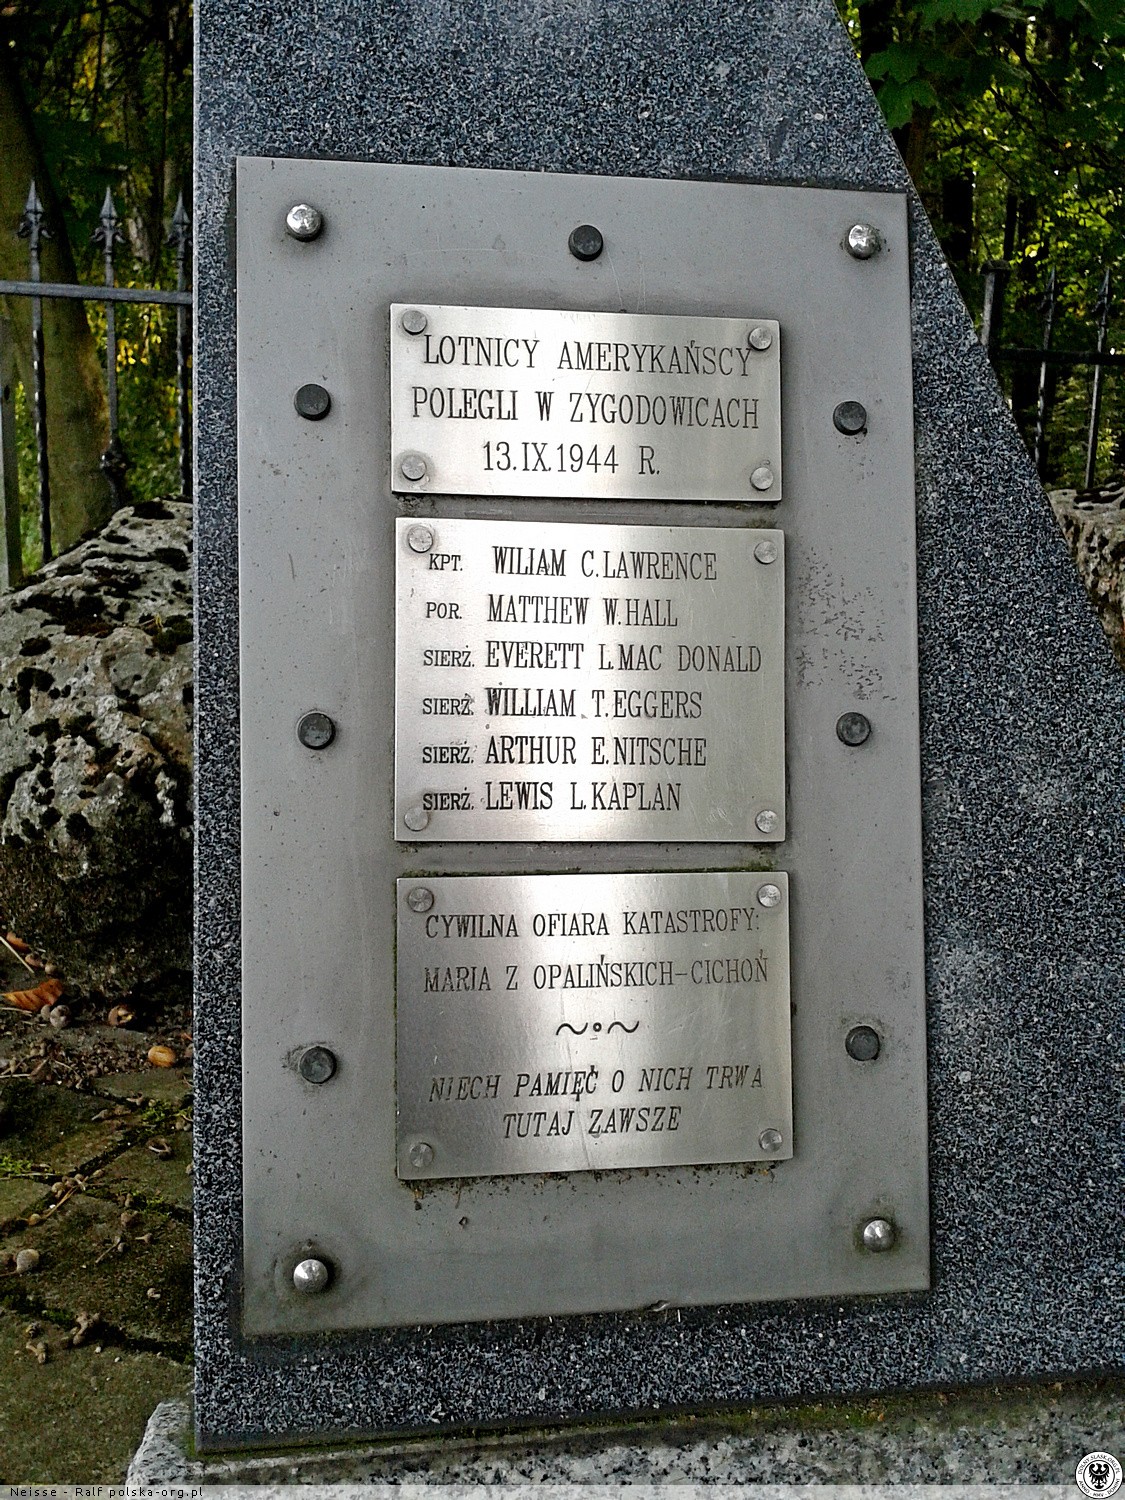 LOTNICY AMERYKAŃSCY
POLEGLI W ZYGODOWICACH
13.IX.1944 R.
KPT. WILIAM C.LAWRENCE
POR. MATTHEW W.HALL
SIERŻ. EVERETT L.MAC DONALD
SIERŻ. WILLIAM T.EGGERS
SIERŻ. ARTHUR E.NITSCHE
SIERŻ. LEWIS L.KAPLAN
CYWILNA OFIARA KATASTROFY:
MARIA Z OPALIŃSKICH-CICHOŃ
NIECH PAMIĘĆ O NICH TRWA
TUTAJ ZAWSZE
Neisse - Ralf polska-org.pl